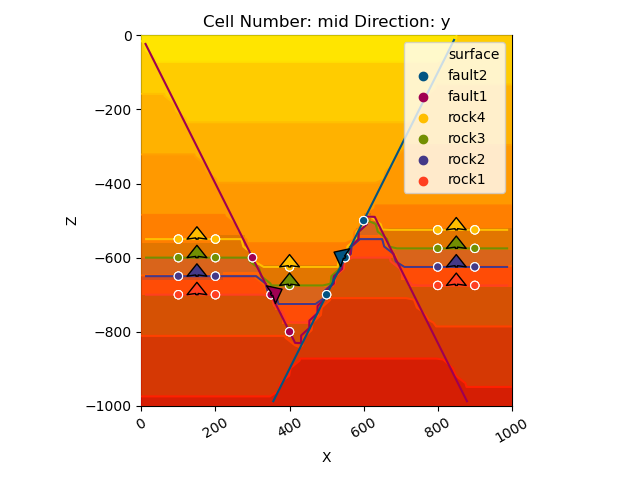 Cell Number: mid Direction: y
0
−200
−400
−600
−800
−1000
Z
surface
fault2
fault1
rock4
rock3
rock2
rock1
0
200
400
600
800
1000
X